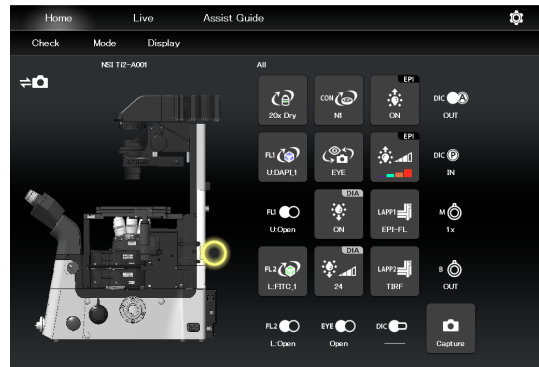 Home Live Assist Guide
Check Mode Display
NSI Ti2-A001 All
EPI
20x Dry
CON
N1
ON
DIC A
OUT
EPI
FL1
U:DAPI_1
EYE
DIC P
IN
DIA
FL1
U:Open
ON
LAPP1
EPI-FL
M
1x
DIA
FL2
L:FITC_1
24
LAPP2
TIRF
B
OUT
FL2
L:Open
EYE
Open
DIC
Capture